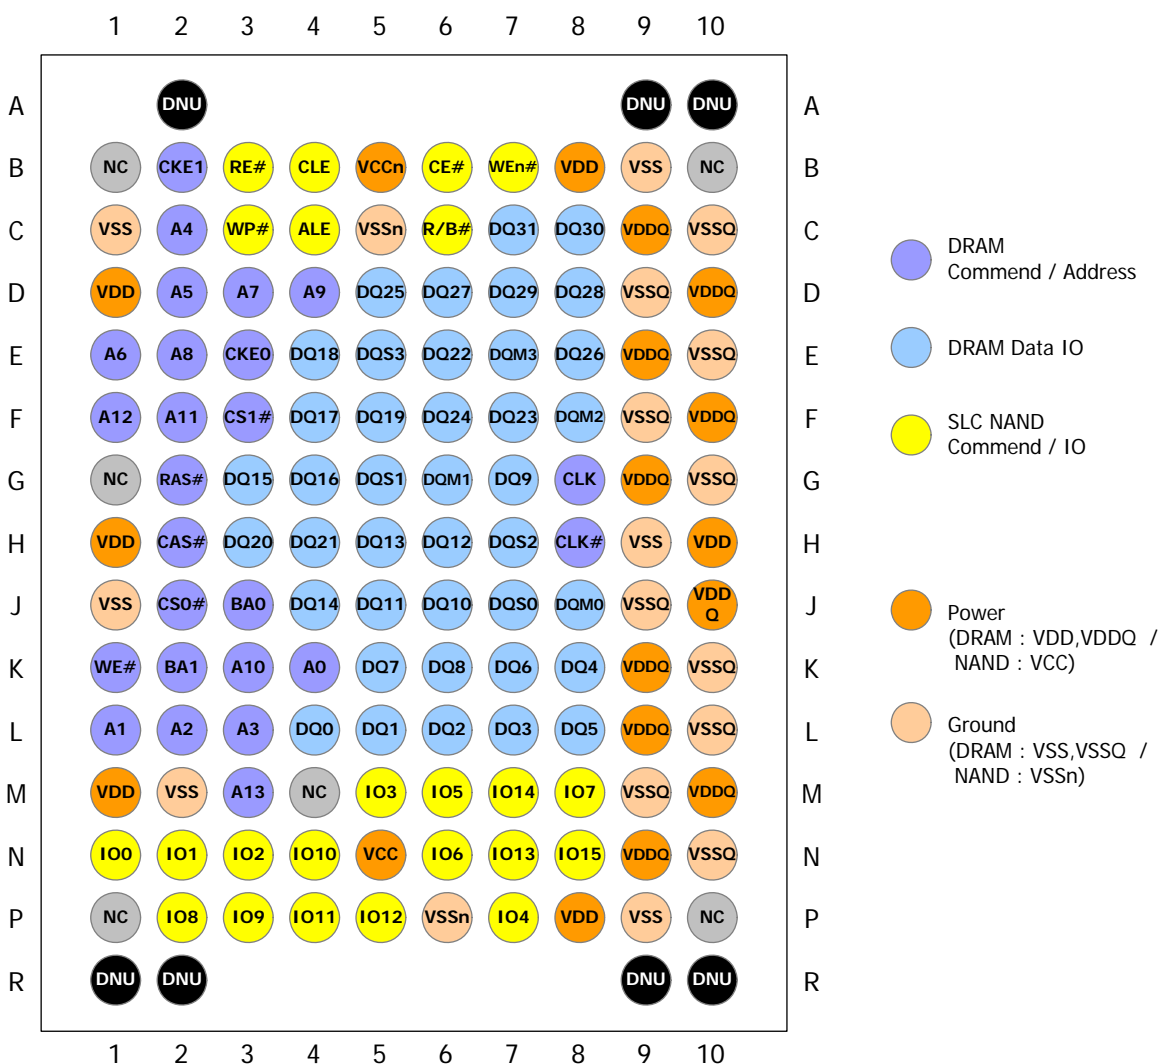 1 2 3 4 5 6 7 8 9 10
A DNU DNU DNU A
B NC CKE1 RE# CLE VCCn CE# WEn# VDD VSS NC B
C VSS A4 WP# ALE VSSn R/B# DQ31 DQ30 VDDQ VSSQ C
D VDD A5 A7 A9 DQ25 DQ27 DQ29 DQ28 VSSQ VDDQ D
E A6 A8 CKE0 DQ18 DQS3 DQ22 DQM3 DQ26 VDDQ VSSQ E
F A12 A11 CS1# DQ17 DQ19 DQ24 DQ23 DQM2 VSSQ VDDQ F
G NC RAS# DQ15 DQ16 DQS1 DQM1 DQ9 CLK VDDQ VSSQ G
H VDD CAS# DQ20 DQ21 DQ13 DQ12 DQS2 CLK# VSS VDD H
J VSS CS0# BA0 DQ14 DQ11 DQ10 DQS0 DQM0 VSSQ VDD Q J
K WE# BA1 A10 A0 DQ7 DQ8 DQ6 DQ4 VDDQ VSSQ K
L A1 A2 A3 DQ0 DQ1 DQ2 DQ3 DQ5 VDDQ VSSQ L
M VDD VSS A13 NC IO3 IO5 IO14 IO7 VSSQ VDDQ M
N IO0 IO1 IO2 IO10 VCC IO6 IO13 IO15 VDDQ VSSQ N
P NC IO8 IO9 IO11 IO12 VSSn IO4 VDD VSS NC P
R DNU DNU DNU DNU R
1 2 3 4 5 6 7 8 9 10
DRAM
Commend / Address
DRAM Data IO
SLC NAND
Command / IO
Power
(DRAM : VDD,VDDQ /
NAND : VCC)
Ground
(DRAM : VSS,VSSQ /
NAND : VSSn)